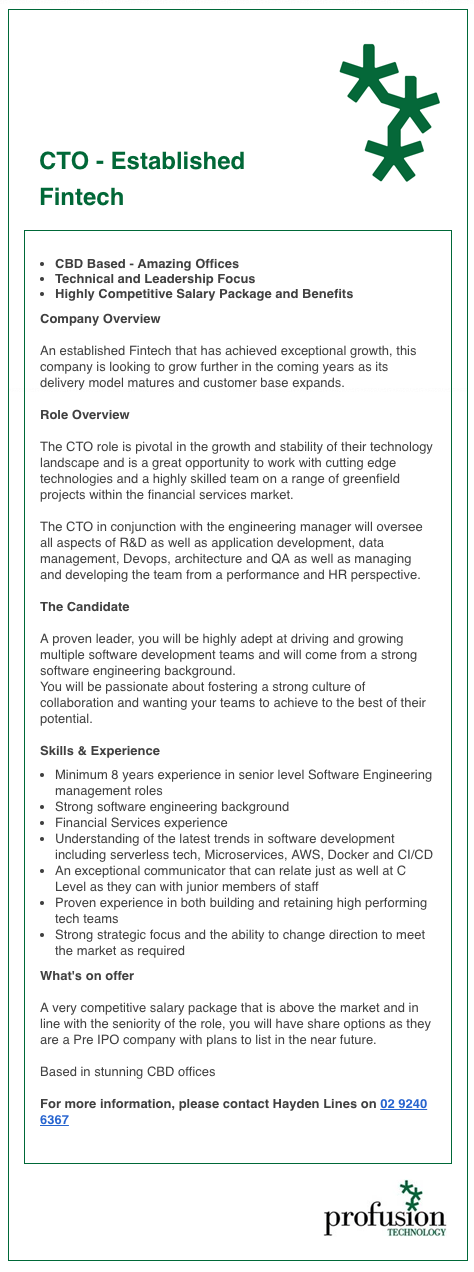 CTO - Established
Fintech
• CBD Based - Amazing Offices
• Technical and Leadership Focus
• Highly Competitive Salary Package and Benefits
Company Overview
An established Fintech that has achieved exceptional growth, this
company is looking to grow further in the coming years as its
delivery model matures and customer base expands.
Role Overview
The CTO role is pivotal in the growth and stability of their technology
landscape and is a great opportunity to work with cutting edge
technologies and a highly skilled team on a range of greenfield
projects within the financial services market.
The CTO in conjunction with the engineering manager will oversee
all aspects of R&D as well as application development, data
management, Devops, architecture and QA as well as managing
and developing the team from a performance and HR perspective.
The Candidate
A proven leader, you will be highly adept at driving and growing
multiple software development teams and will come from a strong
software engineering background.
You will be passionate about fostering a strong culture of
collaboration and wanting your teams to achieve to the best of their
potential.
Skills & Experience
• Minimum 8 years experience in senior level Software Engineering
management roles
• Strong software engineering background
• Financial Services experience
• Understanding of the latest trends in software development
including serverless tech, Microservices, AWS, Docker and CI/CD
• An exceptional communicator that can relate just as well at C
Level as they can with junior members of staff
• Proven experience in both building and retaining high performing
tech teams
• Strong strategic focus and the ability to change direction to meet
the market as required
What's on offer
A very competitive salary package that is above the market and in
line with the seniority of the role, you will have share options as they
are a Pre IPO company with plans to list in the near future.
Based in stunning CBD offices
For more information, please contact Hayden Lines on 02 9240
6367
profusion
TECHNOLOGY